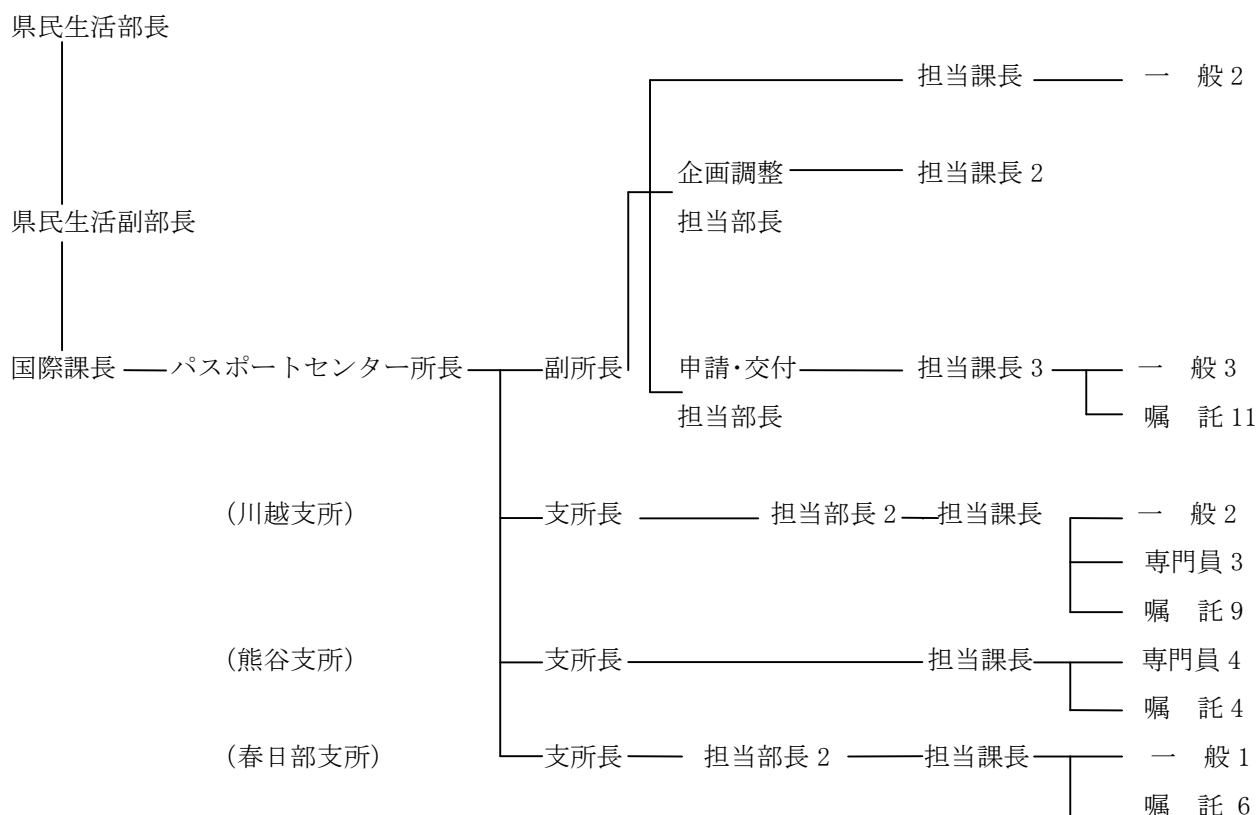 県民生活部長
担当課長 一 般 2
企画調整 担当課長 2
県民生活副部長 担当部長
国際課長 パスポートセンター所長 副所長 申請・交付 担当課長 3 一 般 3
担当部長 嘱 託 11
(川越支所) 支所長 担当部長 2 担当課長 一 般 2
専門員 3
嘱 託 9
(熊谷支所) 支所長 担当課長 専門員 4
嘱 託 4
(春日部支所) 支所長 担当部長 2 担当課長 一 般 1
嘱 託 6